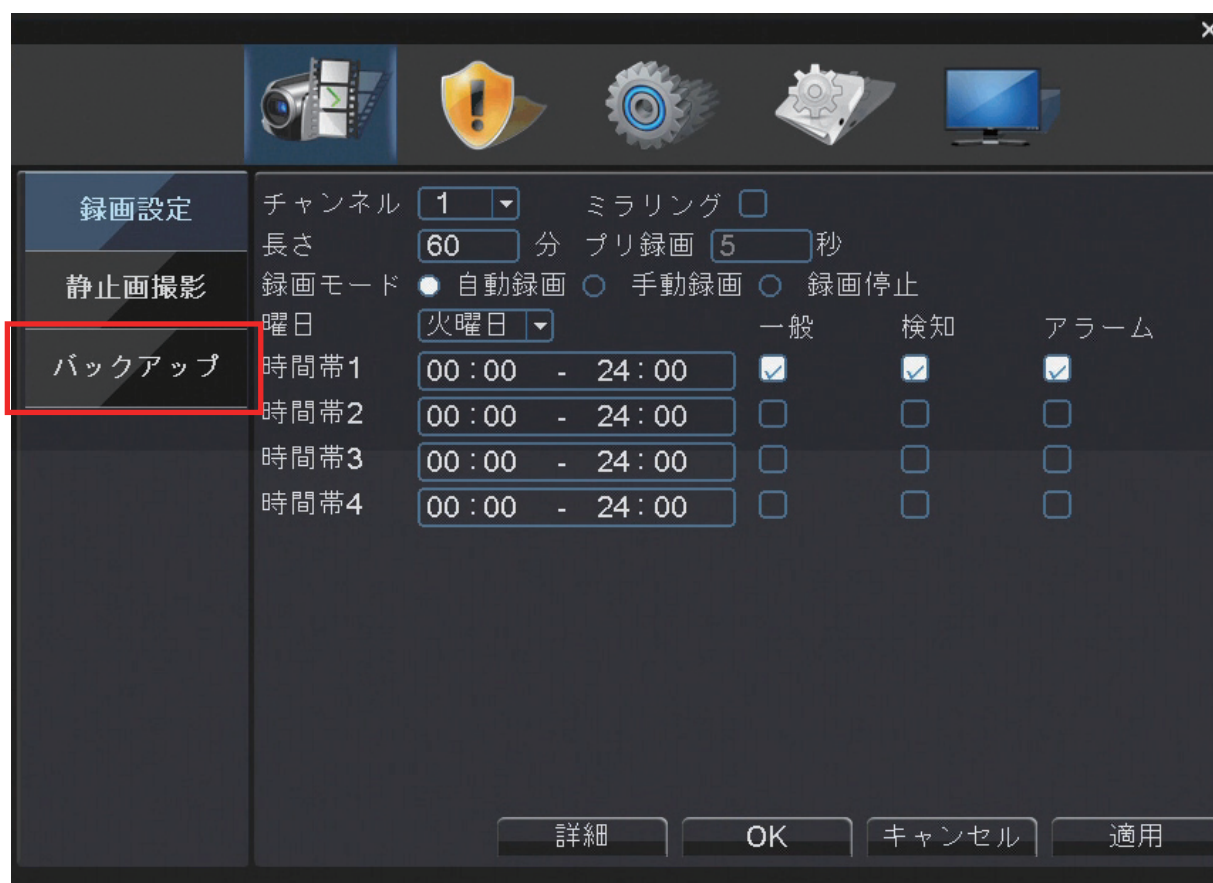 録画設定
静止画撮影
バックアップ
チャンネル 1 ミラリング
長さ 60 分 プリ録画 5 秒
録画モード 自動録画 手動録画 録画停止
曜日 火曜日 一般 検知 アラーム
時間帯1 00:00 - 24:00
時間帯2 00:00 - 24:00
時間帯3 00:00 - 24:00
時間帯4 00:00 - 24:00
詳細 OK キャンセル 適用